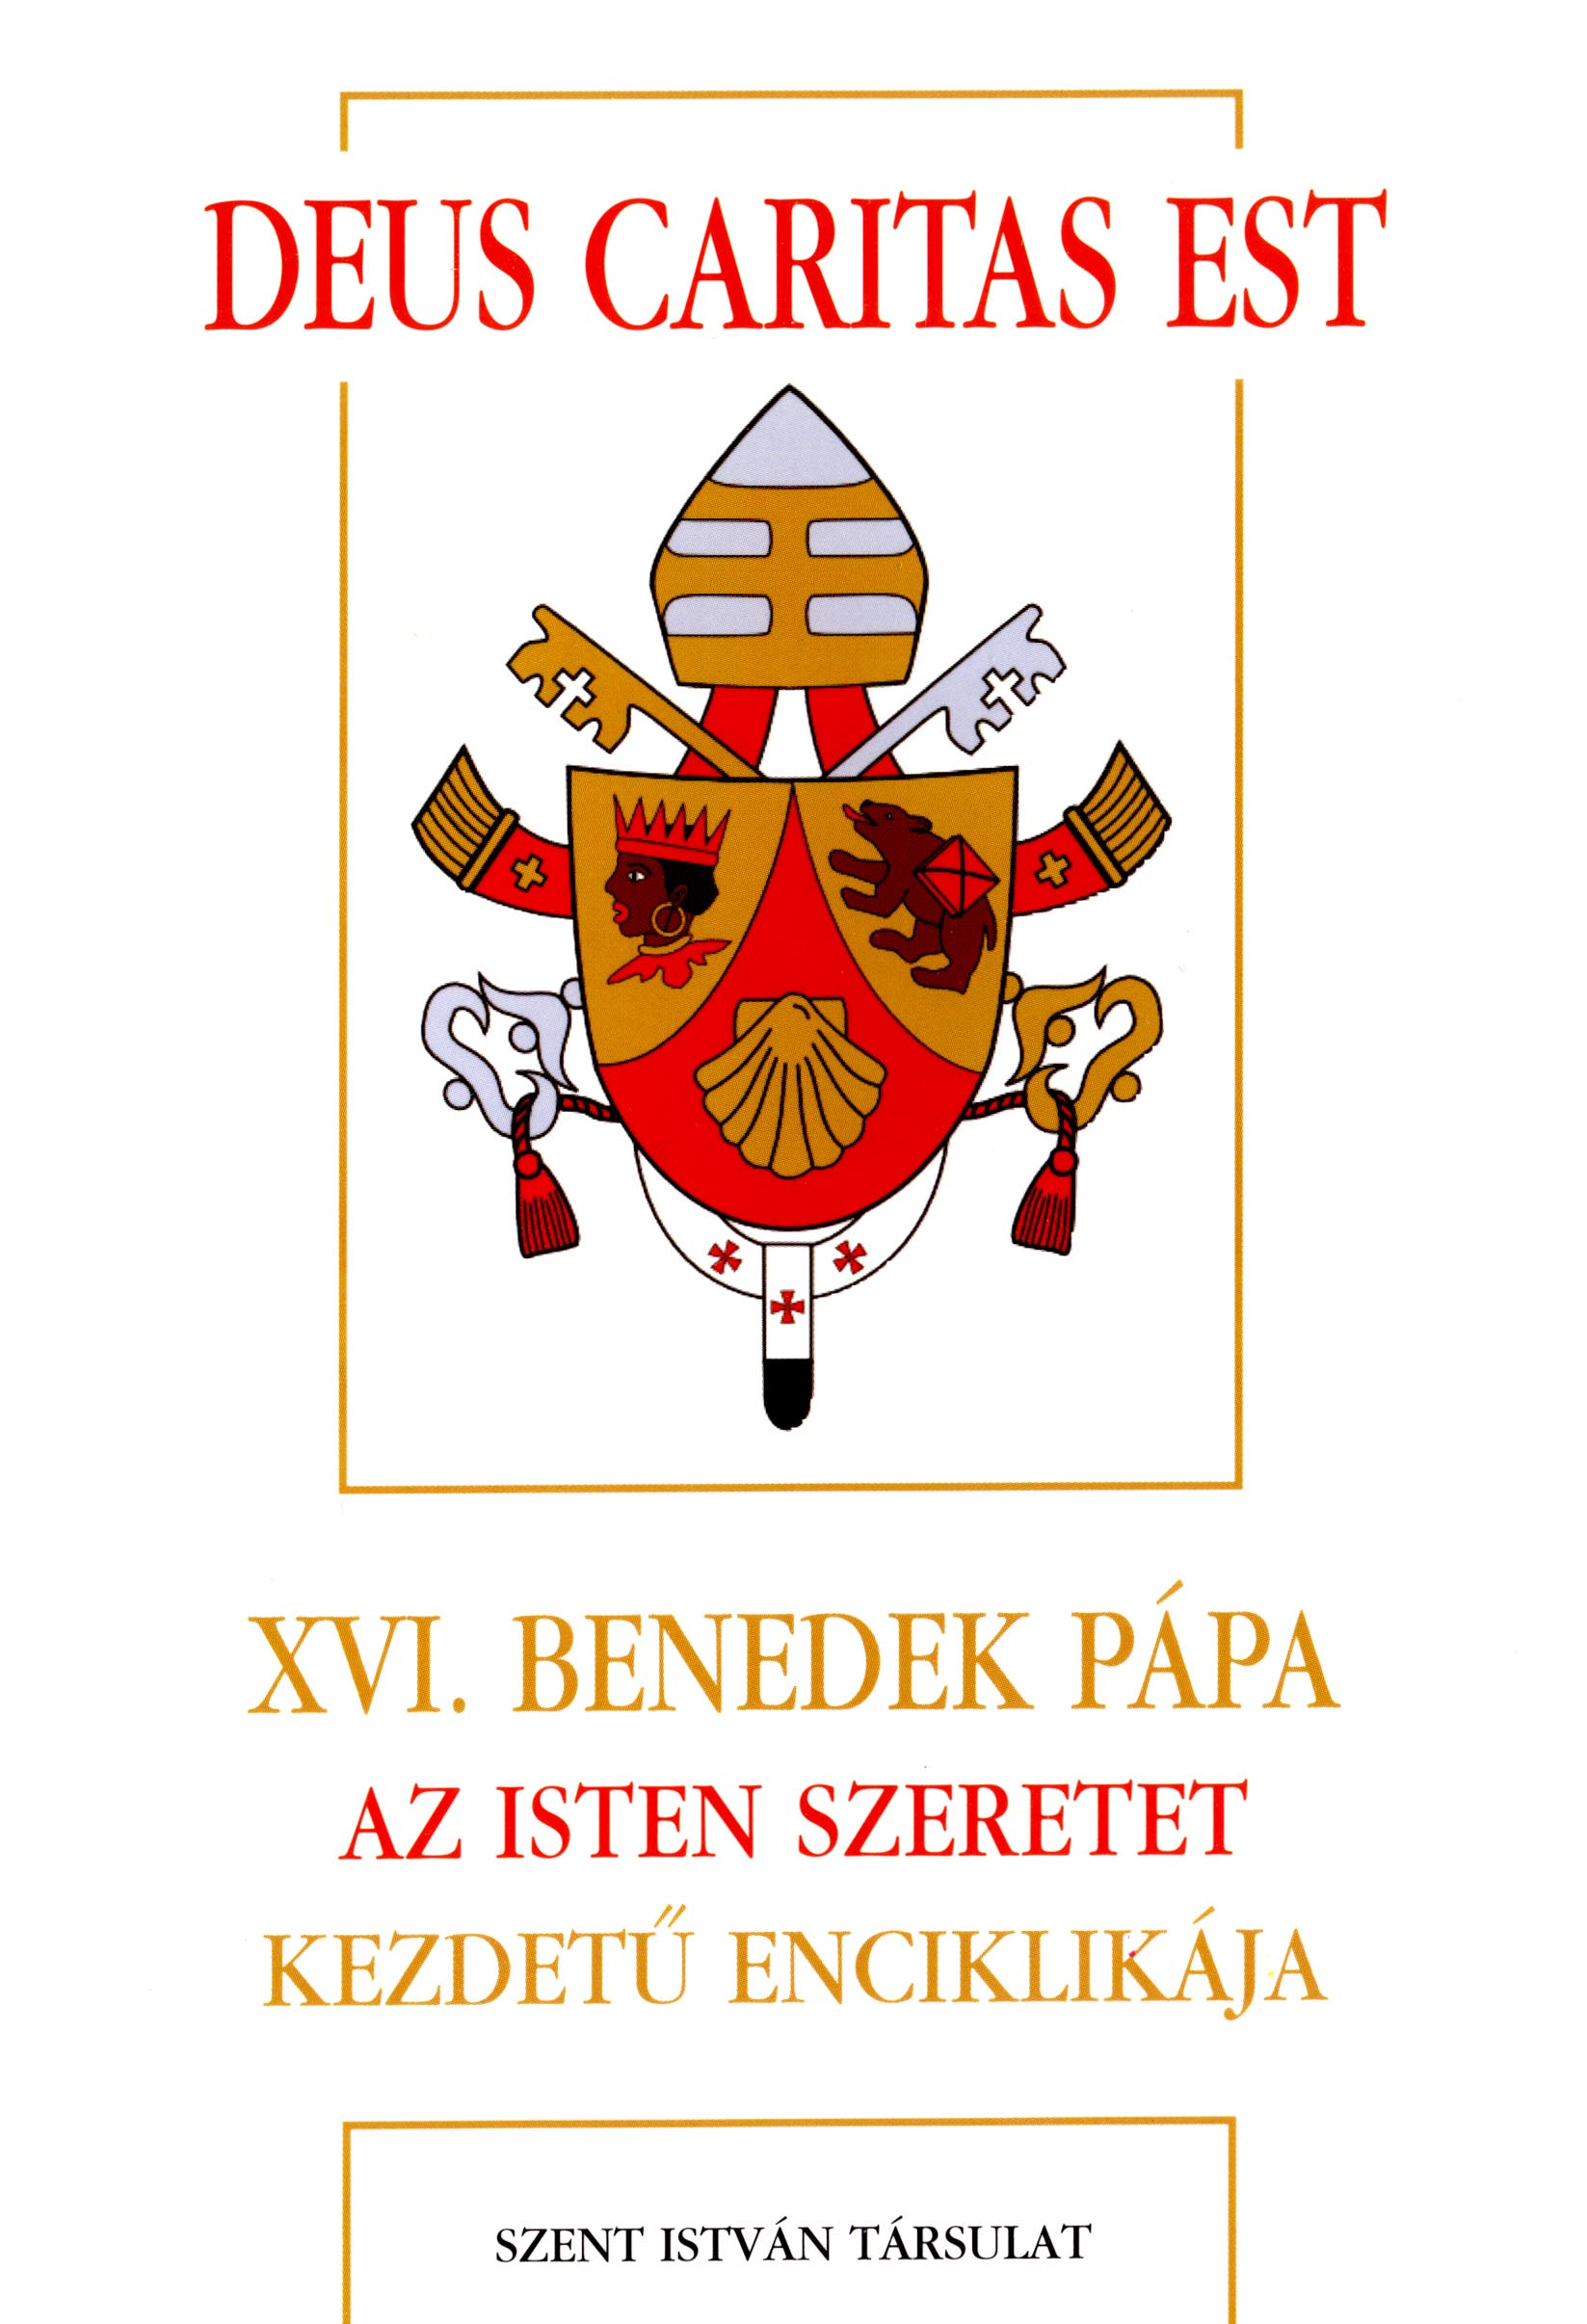 DEUS CARITAS EST
XVI. BENEDEK PÁPA
AZ ISTEN SZERETET
KEZDETŰ ENCIKLIKÁJA
SZENT ISTVÁN TÁRSULAT